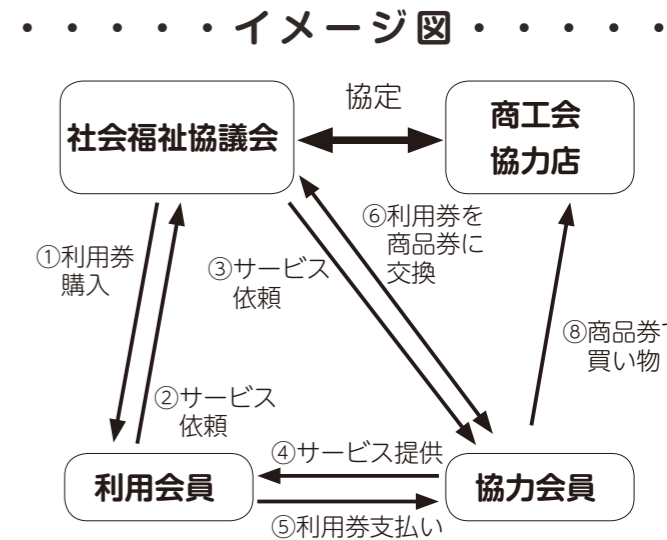 ・・・・・イメージ図・・・・・
協定
社会福祉協議会
商工会
協力店
①利用券
購入
②サービス
依頼
③サービス
依頼
⑥利用券を
商品券に
交換
⑧商品券
買い物
④サービス提供
利用会員
協力会員
⑤利用券支払い